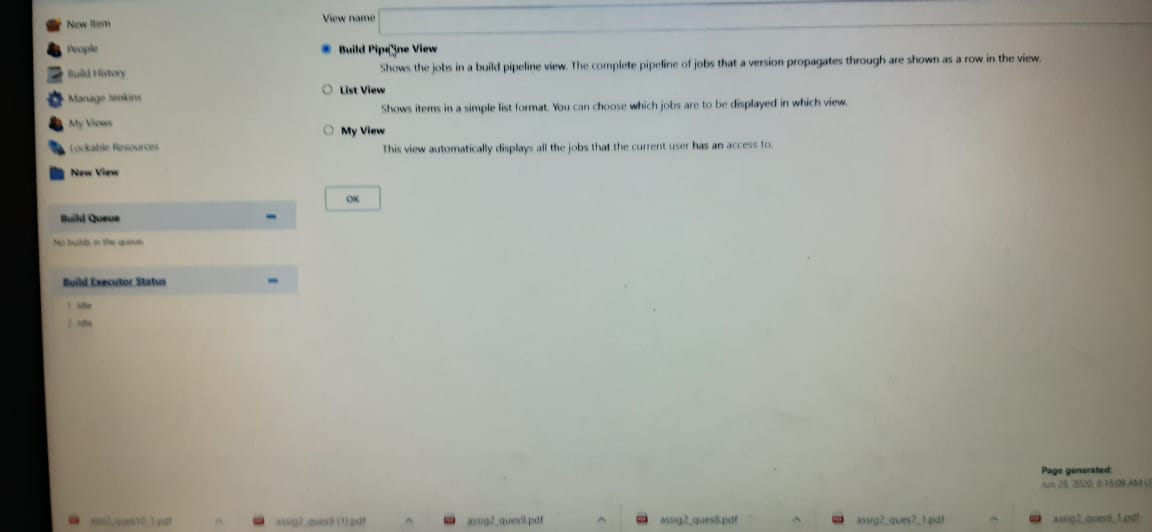 New Item
People
Build History
Manage Jenkins
My Views
Lockable Resources
New View
Build Queue
No builds in the queue.
Build Executor Status
1 Idle
2 Idle
View name
Build Pipeline View
Shows the jobs in a build pipeline view. The complete pipeline of jobs that a version propagates through are shown as a row in the view.
List View
Shows items in a simple list format. You can choose which jobs are to be displayed in which view.
My View
This view automatically displays all the jobs that the current user has an access to.
OK
Page generated:
Jun 28, 2020, 8:15:09 AM
assig2_ques9 (1).pdf
assig2_ques9.pdf
assig2_ques8.pdf
assig2_ques7_1.pdf
assig2_ques6_1.pdf